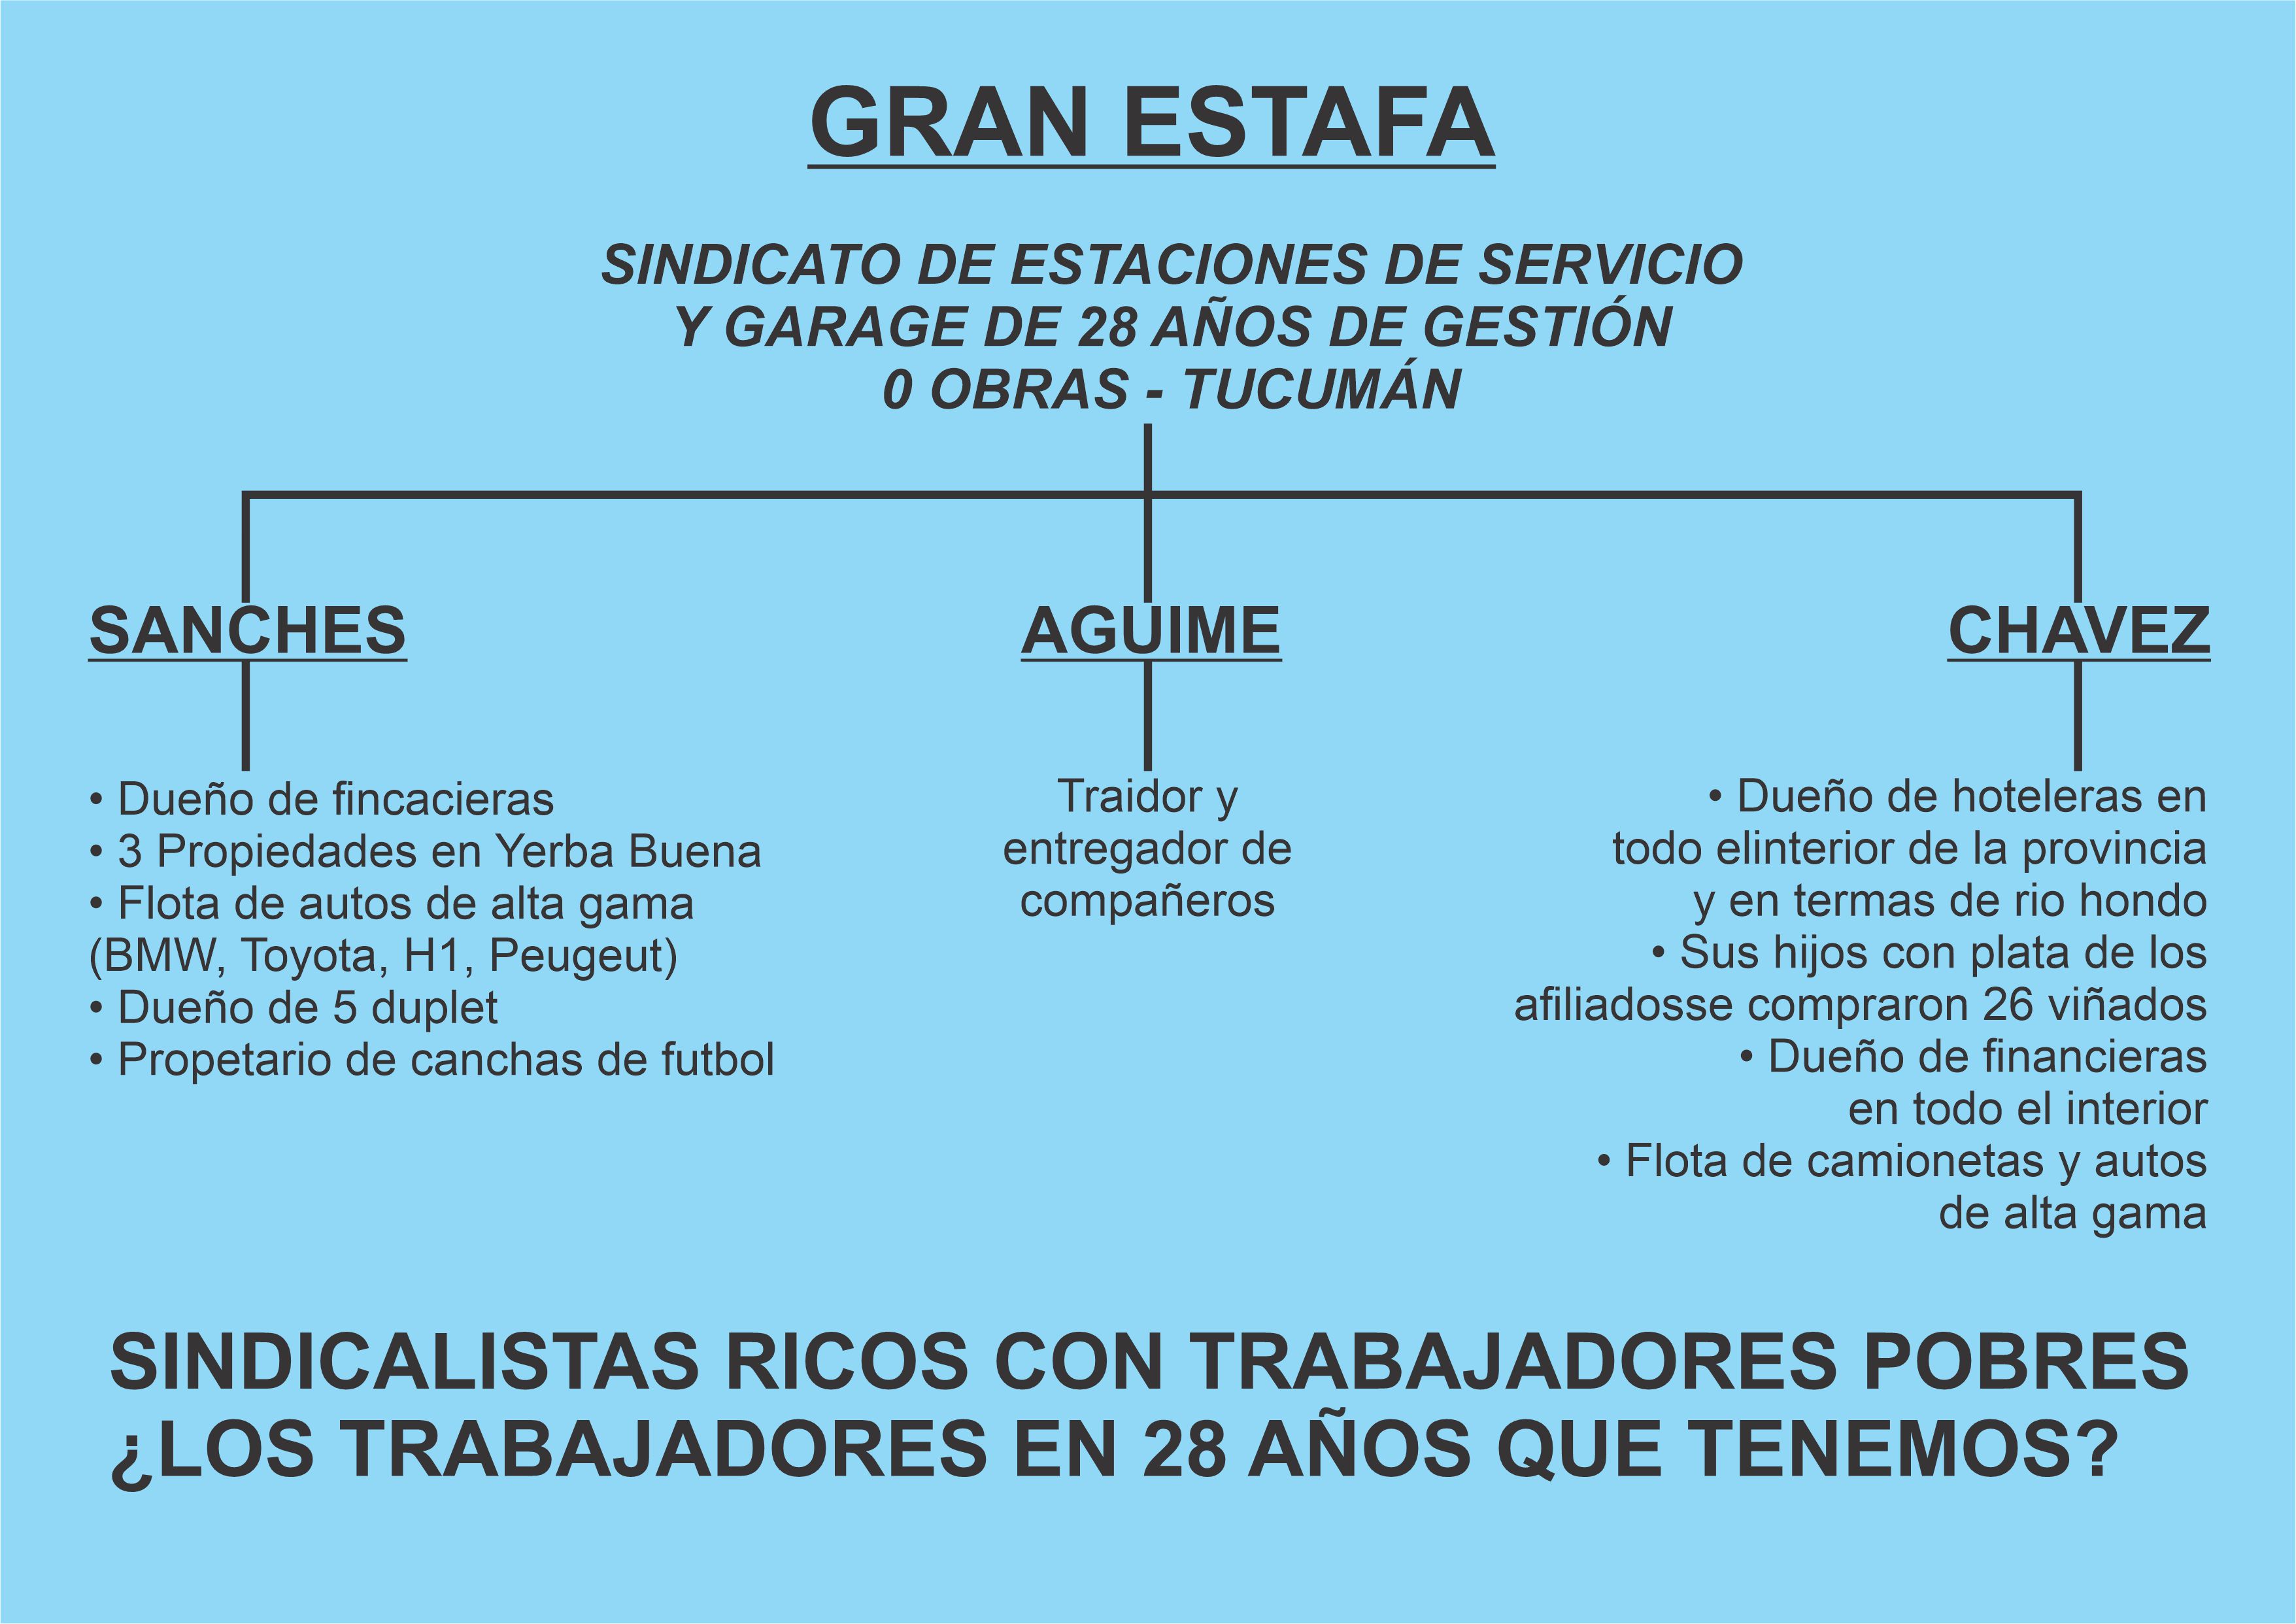 GRAN ESTAFA
SINDICATO DE ESTACIONES DE SERVICIO
Y GARAGE DE 28 AÑOS DE GESTIÓN
0 OBRAS - TUCUMÁN
SANCHES
• Dueño de fincacieras
• 3 Propiedades en Yerba Buena
• Flota de autos de alta gama
(BMW, Toyota, H1, Peugeut)
• Dueño de 5 duplet
• Propetario de canchas de futbol
AGUIME
Traidor y
entregador de
compañeros
CHAVEZ
• Dueño de hoteleras en
todo elinterior de la provincia
y en termas de rio hondo
• Sus hijos con plata de los
afiliadosse compraron 26 viñados
• Dueño de financieras
en todo el interior
• Flota de camionetas y autos
de alta gama
SINDICALISTAS RICOS CON TRABAJADORES POBRES
¿LOS TRABAJADORES EN 28 AÑOS QUE TENEMOS?